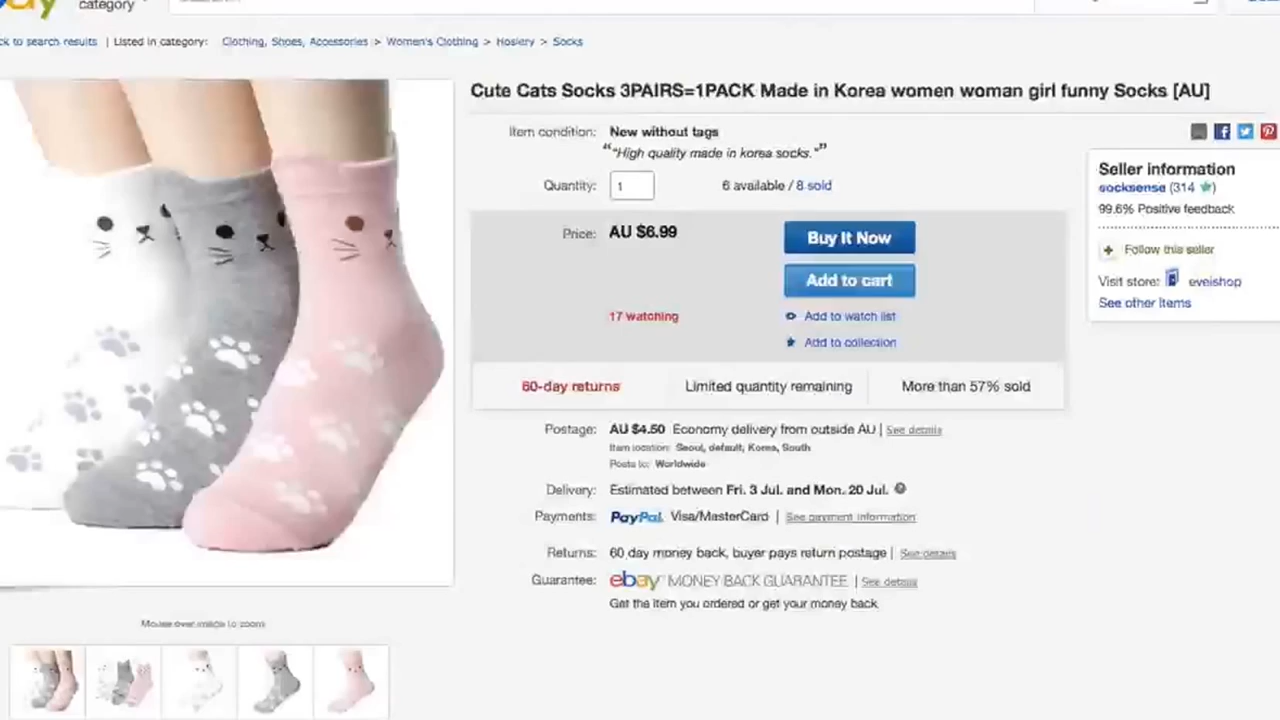 category
ck to search results | Listed in category: Clothing, Shoes, Accessories > Women's Clothing > Hosiery > Socks
Cute Cats Socks 3PAIRS=1PACK Made in Korea women woman girl funny Socks [AU]
Item condition: New without tags
““High quality made in korea socks.””
Quantity: 1 6 available / 8 sold
Price: AU $6.99
Buy It Now
Add to cart
17 watching
Add to watch list
Add to collection
60-day returns Limited quantity remaining More than 57% sold
Postage: AU $4.50 Economy delivery from outside AU | See details
Item location: Seoul, default, Korea, South
Posts to: Worldwide
Delivery: Estimated between Fri. 3 Jul. and Mon. 20 Jul.
Payments: PayPal Visa/MasterCard | See payment information
Returns: 60 day money back, buyer pays return postage | See details
Guarantee: ebay MONEY BACK GUARANTEE | See details
Get the item you ordered or get your money back.
Seller information
socksense (314)
99.6% Positive feedback
Follow this seller
Visit store: eveishop
See other items
Mouse over image to zoom